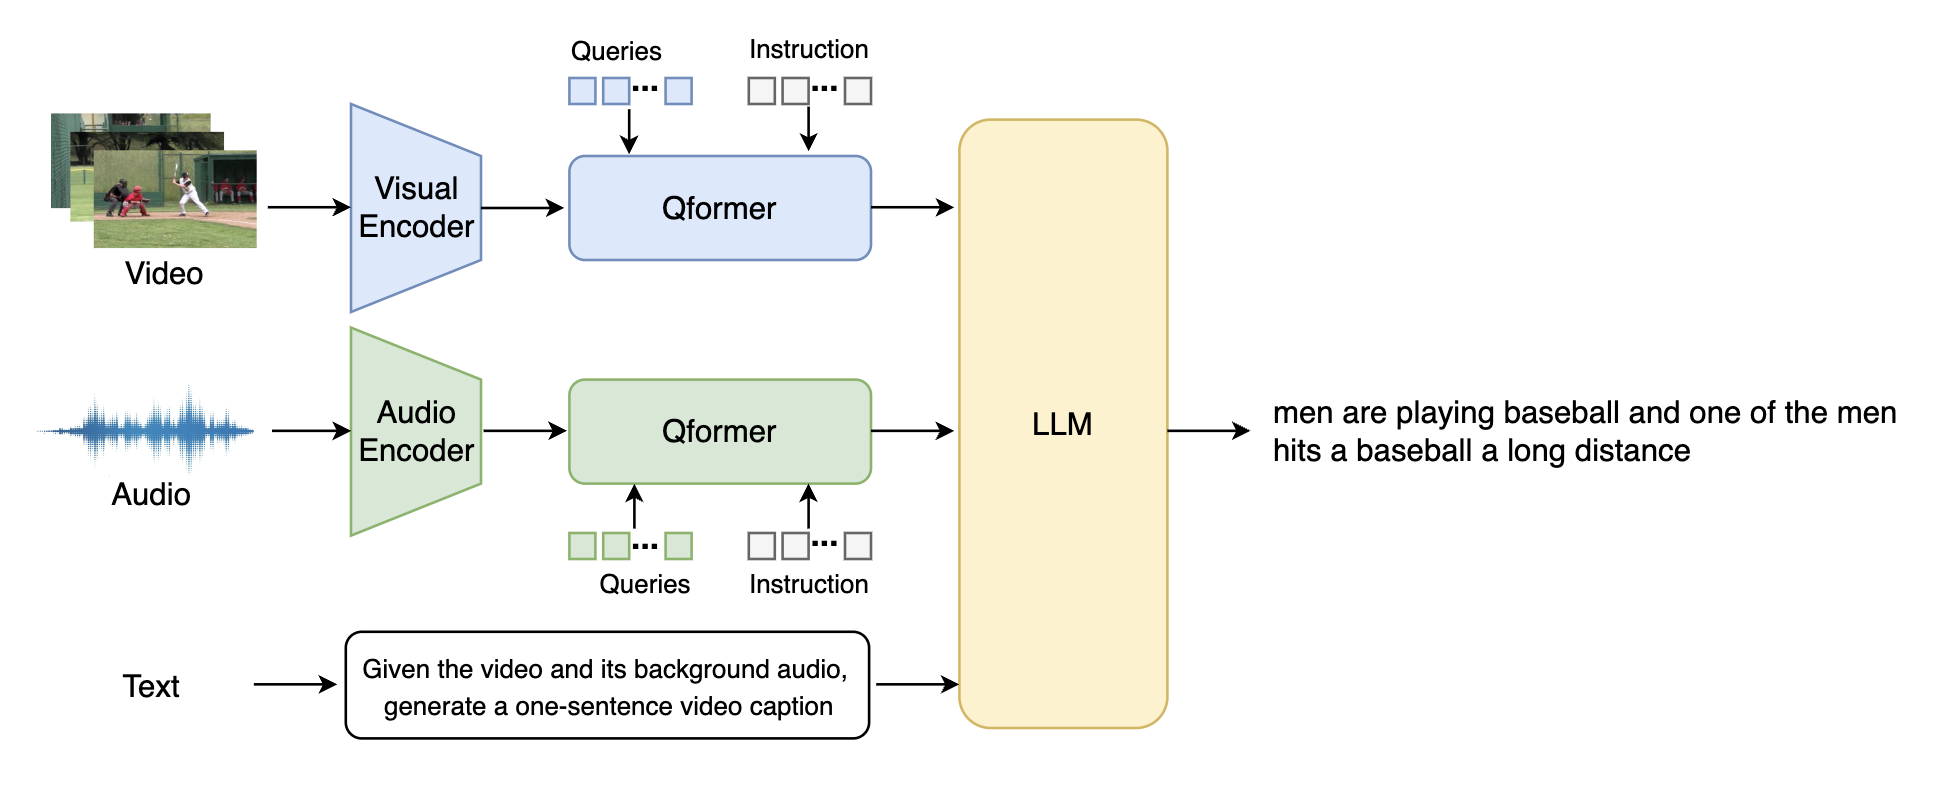 Queries
Instruction
Visual
Encoder
Qformer
Video
Audio
Encoder
Qformer
LLM
men are playing baseball and one of the men
hits a baseball a long distance
Audio
Queries
Instruction
Text
Given the video and its background audio,
generate a one-sentence video caption